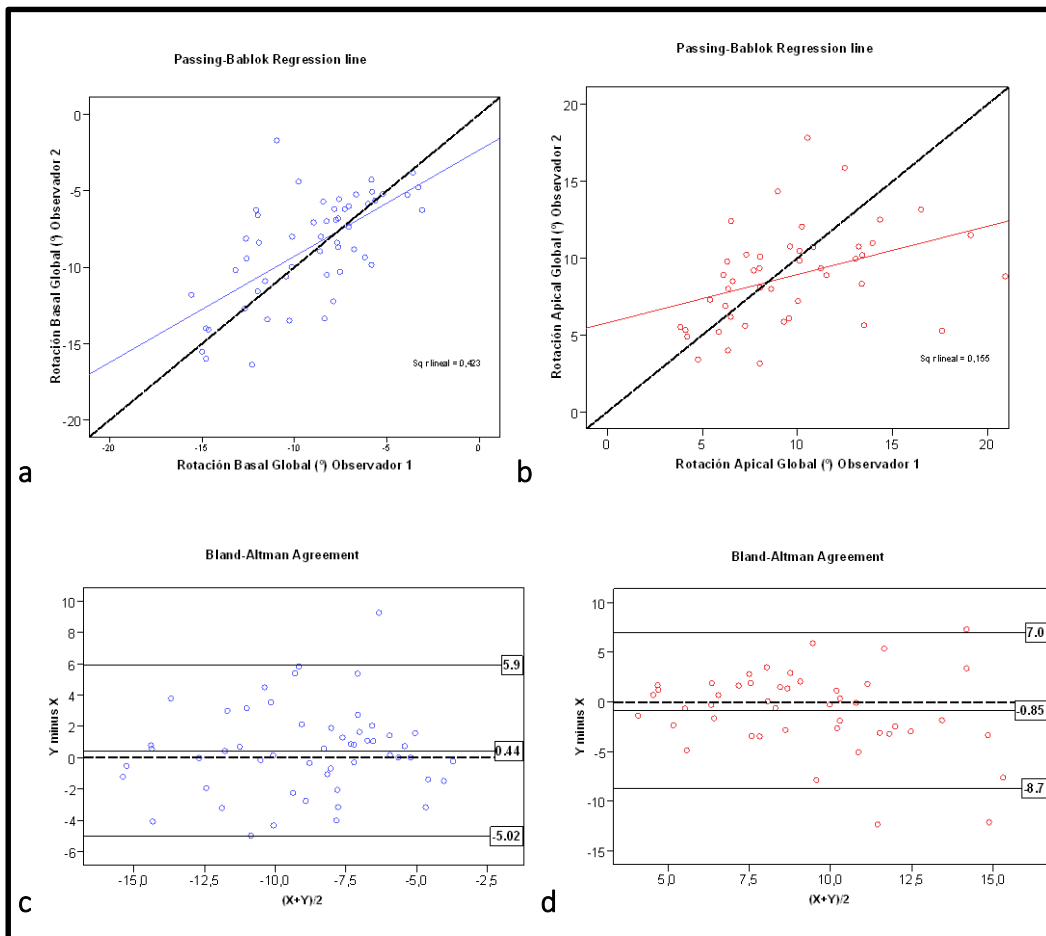 Passing-Bablok Regression line
Rotación Basal Global (º) Observador 2
0
-5
-10
-15
-20
Sq r lineal = 0,423
-20 -15 -10 -5 0
Rotación Basal Global (º) Observador 1
a
Passing-Bablok Regression line
Rotación Apical Global (º) Observador 2
20
15
10
5
0
Sq r lineal = 0,155
0 5 10 15 20
Rotación Apical Global (º) Observador 1
b
Bland-Altman Agreement
Y minus X
10
8
6
4
2
0
-2
-4
-6
5.9
0.44
-5.02
-15,0 -12,5 -10,0 -7,5 -5,0 -2,5
(X+Y)/2
c
Bland-Altman Agreement
Y minus X
10
5
0
-5
-10
-15
7.0
-0.85
-8.7
5,0 7,5 10,0 12,5 15,0
(X+Y)/2
d